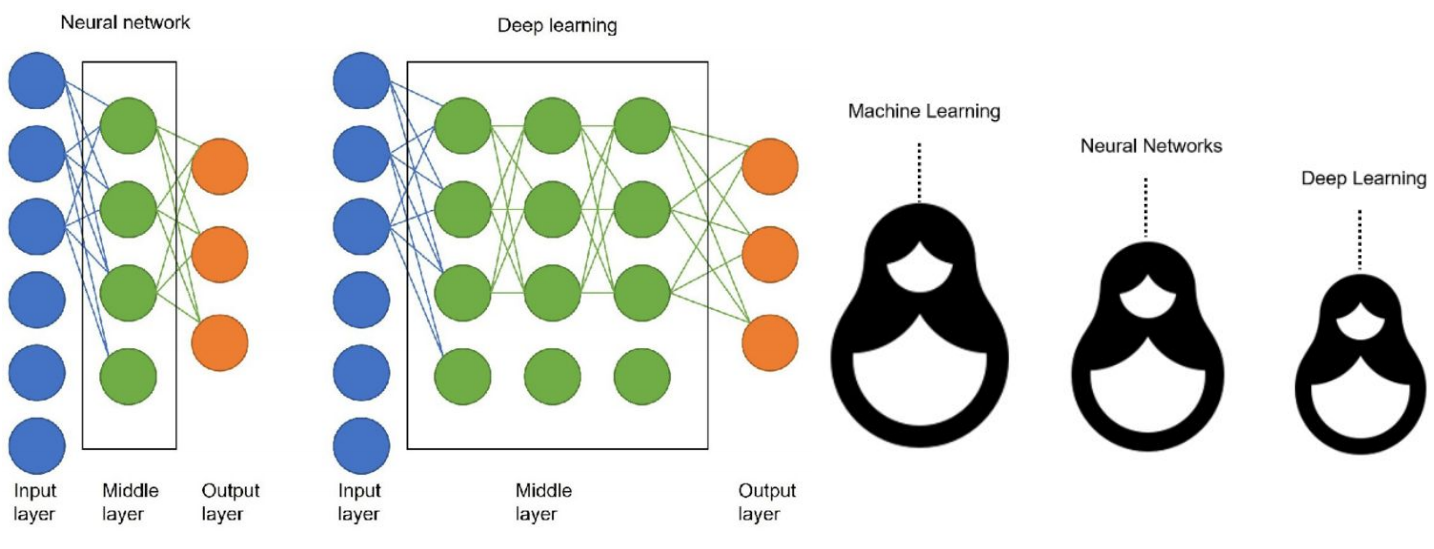 Neural network
Input
layer
Middle
layer
Output
layer
Deep learning
Input
layer
Middle
layer
Output
layer
Machine Learning
Neural Networks
Deep Learning